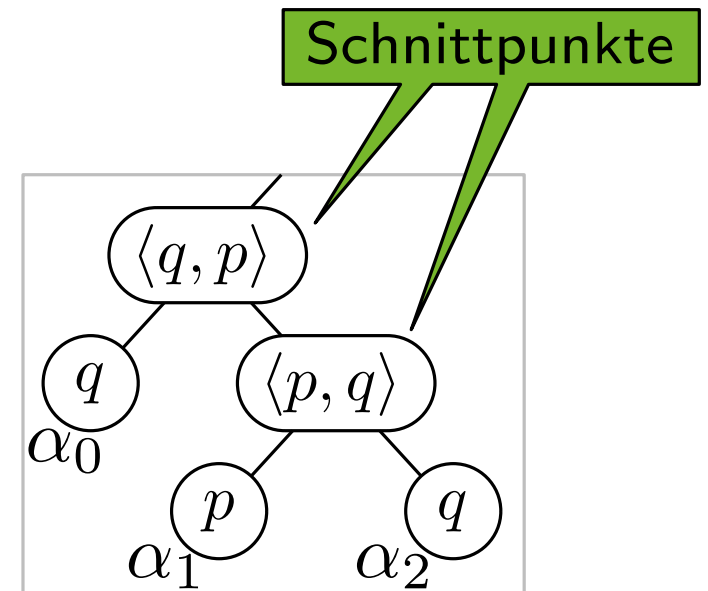 Schnittpunkte
⟨q, p⟩
q
⟨p, q⟩
α₀
p
q
α₁
α₂